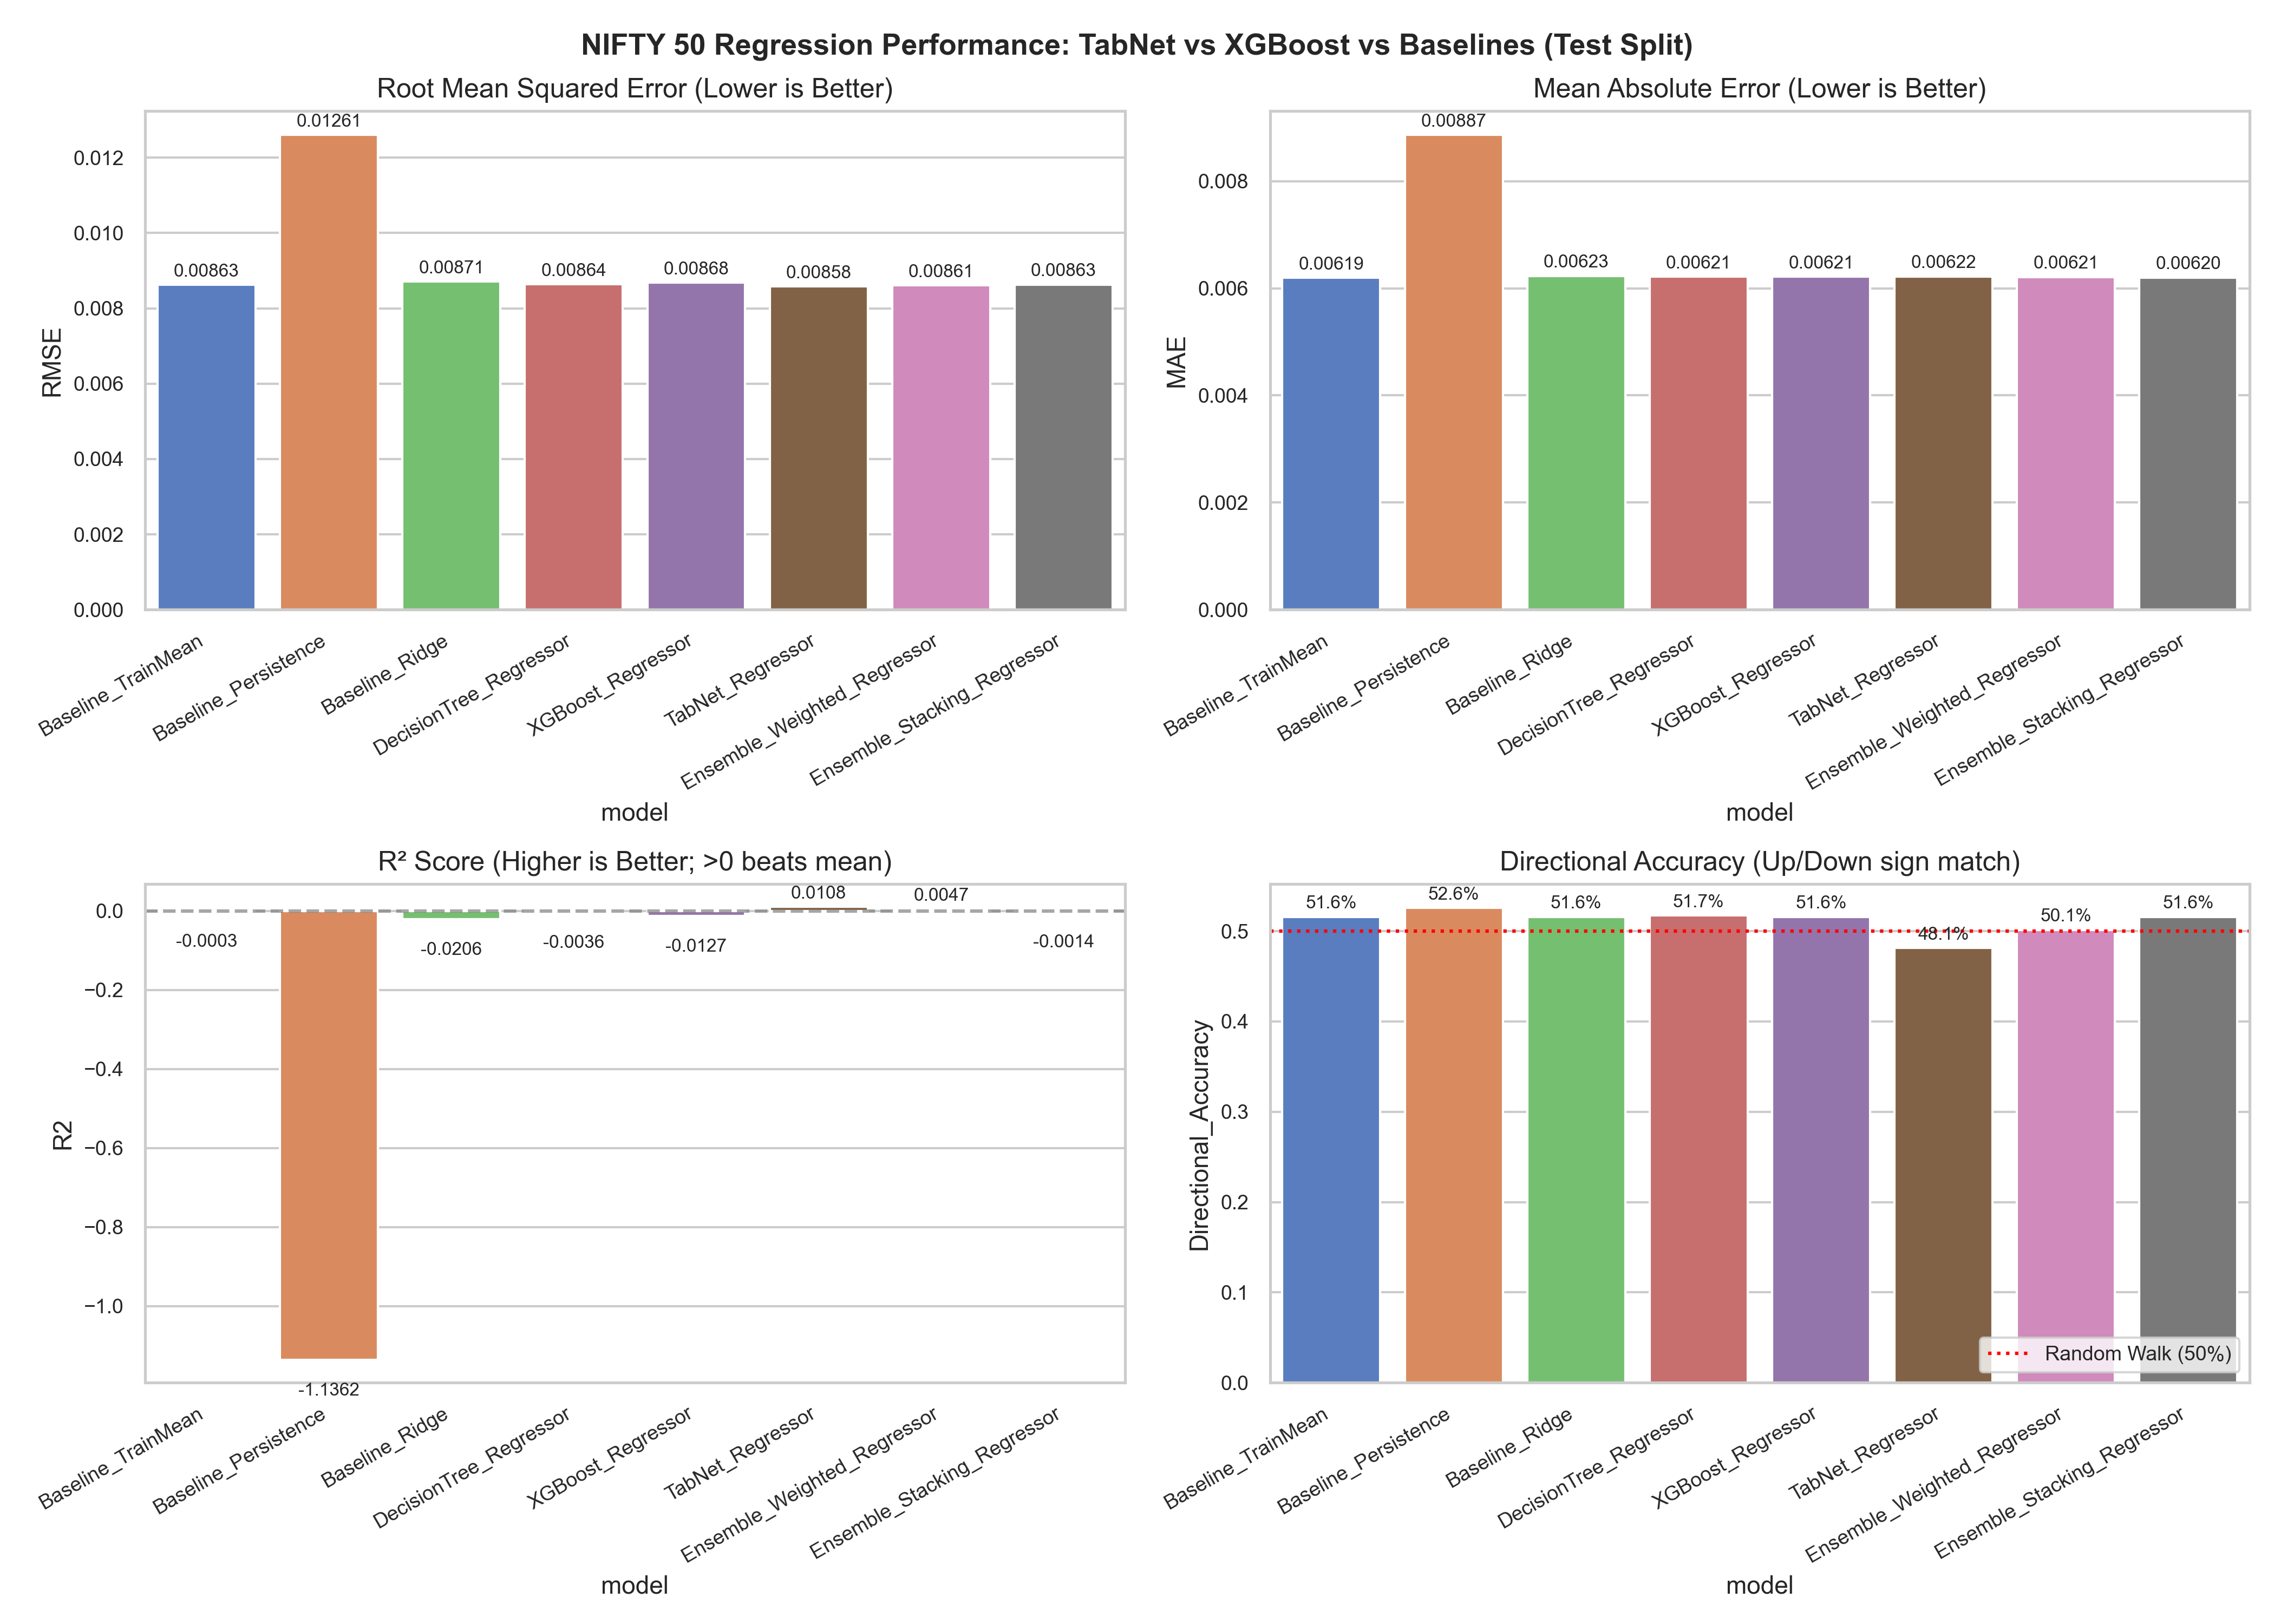 NIFTY 50 Regression Performance: TabNet vs XGBoost vs Baselines (Test Split)
Root Mean Squared Error (Lower is Better)
0.01261
0.012
0.010
0.00863 0.00871 0.00864 0.00868 0.00858 0.00861 0.00863
0.008
RMSE
0.006
0.004
0.002
0.000
Baseline_TrainMean
Baseline_Persistence
Baseline_Ridge
DecisionTree_Regressor
XGBoost_Regressor
TabNet_Regressor
Ensemble_Weighted_Regressor
Ensemble_Stacking_Regressor
model
Mean Absolute Error (Lower is Better)
0.00887
0.008
0.00619 0.00623 0.00621 0.00621 0.00622 0.00621 0.00620
0.006
MAE
0.004
0.002
0.000
Baseline_TrainMean
Baseline_Persistence
Baseline_Ridge
DecisionTree_Regressor
XGBoost_Regressor
TabNet_Regressor
Ensemble_Weighted_Regressor
Ensemble_Stacking_Regressor
model
R² Score (Higher is Better; >0 beats mean)
0.0108 0.0047
0.0
-0.0003 -0.0206 -0.0036 -0.0127 -0.0014
−0.2
−0.4
R2
−0.6
−0.8
−1.0
-1.1362
Baseline_TrainMean
Baseline_Persistence
Baseline_Ridge
DecisionTree_Regressor
XGBoost_Regressor
TabNet_Regressor
Ensemble_Weighted_Regressor
Ensemble_Stacking_Regressor
model
Directional Accuracy (Up/Down sign match)
51.6% 52.6% 51.6% 51.7% 51.6% 48.1% 50.1% 51.6%
0.5
0.4
Directional_Accuracy
0.3
0.2
0.1
0.0
Random Walk (50%)
Baseline_TrainMean
Baseline_Persistence
Baseline_Ridge
DecisionTree_Regressor
XGBoost_Regressor
TabNet_Regressor
Ensemble_Weighted_Regressor
Ensemble_Stacking_Regressor
model